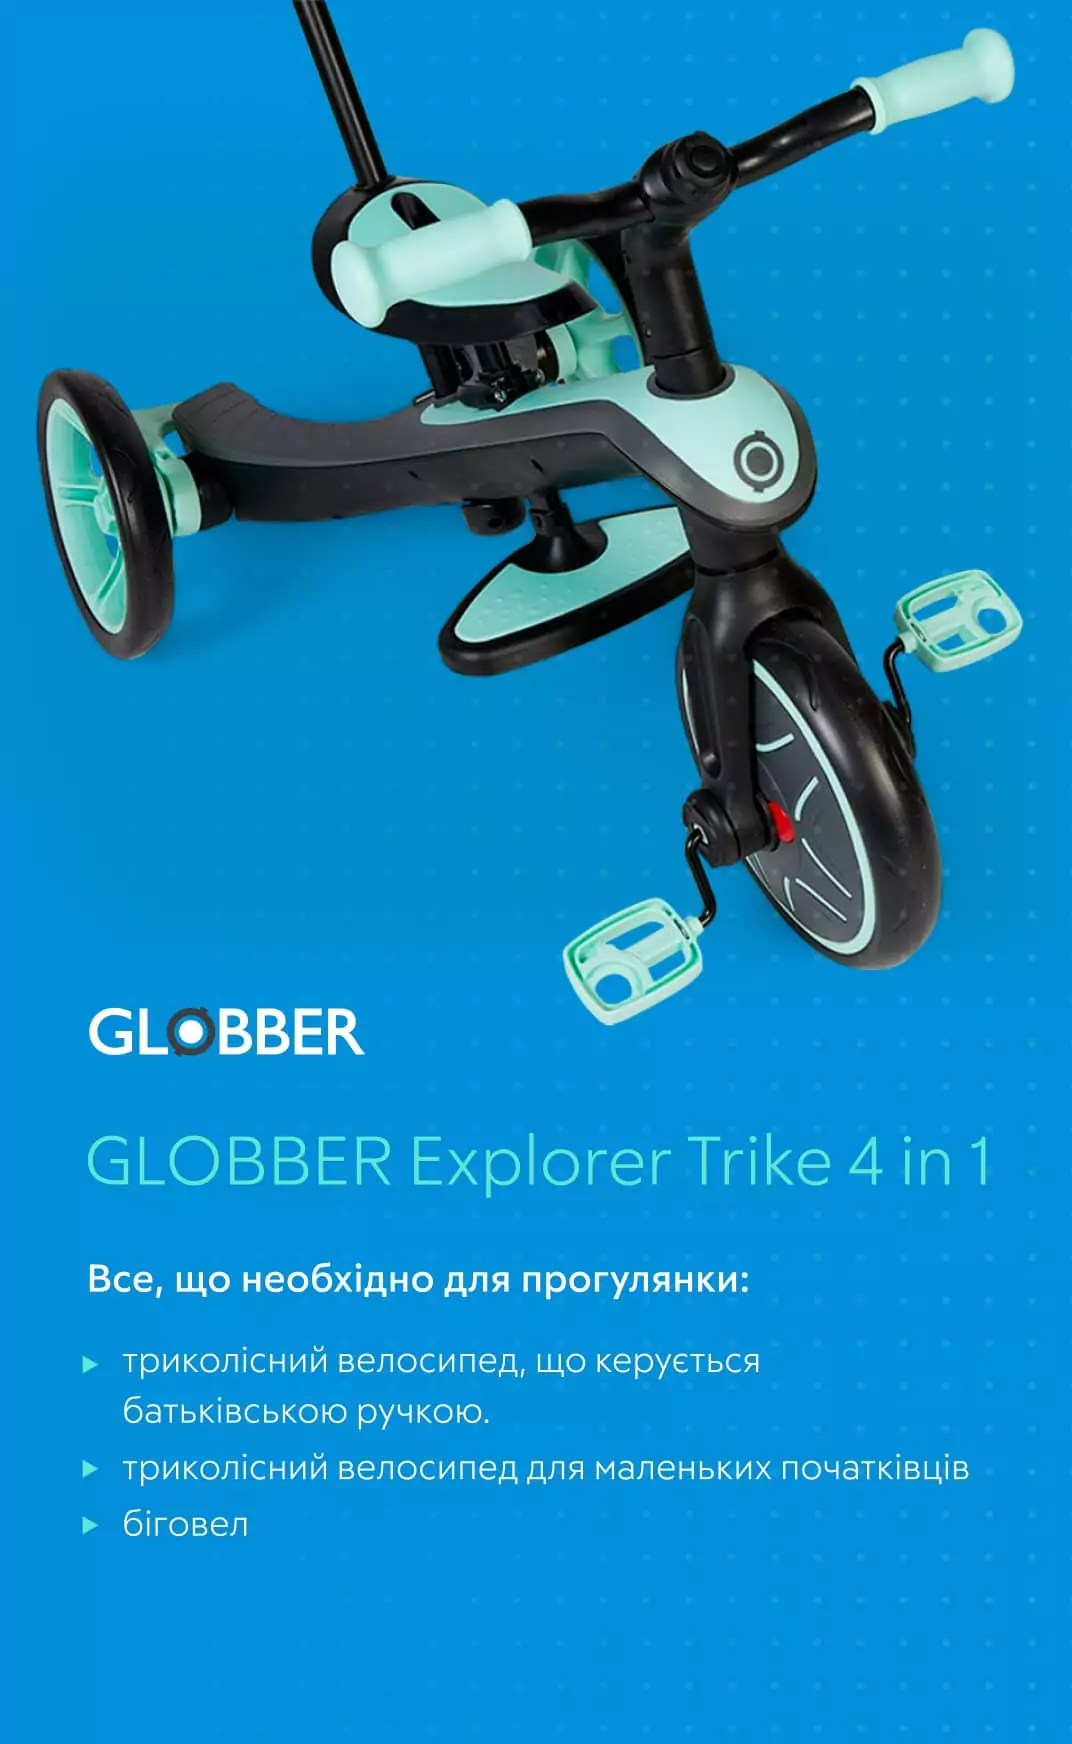 GLOBBER
GLOBBER Explorer Trike 4 in 1
Все, що необхідно для прогулянки:
триколісний велосипед, що керується
батьківською ручкою.
триколісний велосипед для маленьких початківців
біговел